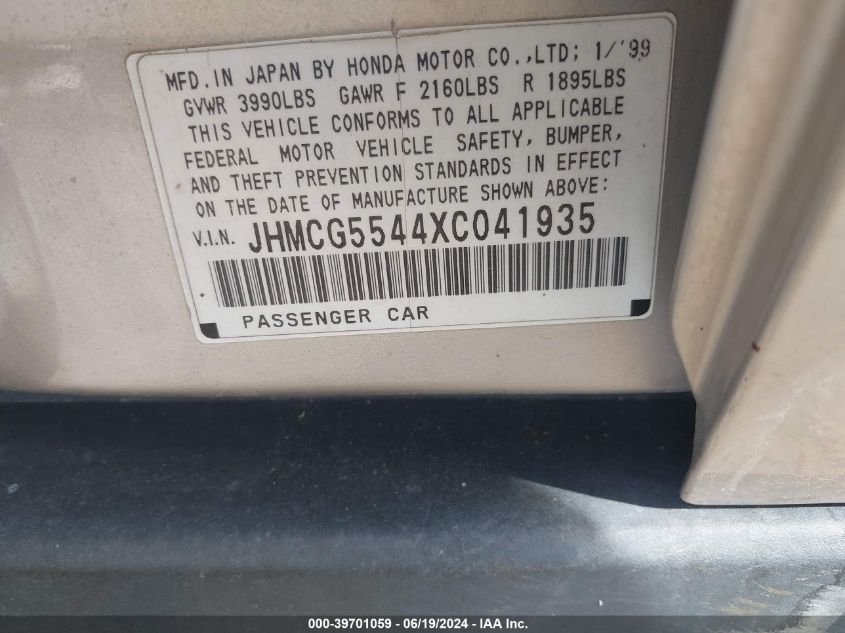 MFD.IN JAPAN BY HONDA MOTOR CO.,LTD; 1/'99
GVWR 3990LBS GAWR F 2160LBS R 1895LBS
THIS VEHICLE CONFORMS TO ALL APPLICABLE
FEDERAL MOTOR VEHICLE SAFETY, BUMPER,
AND THEFT PREVENTION STANDARDS IN EFFECT
ON THE DATE OF MANUFACTURE SHOWN ABOVE:
V.I.N. JHMCG5544XC041935
PASSENGER CAR
000-39701059 - 06/19/2024 - IAA Inc.